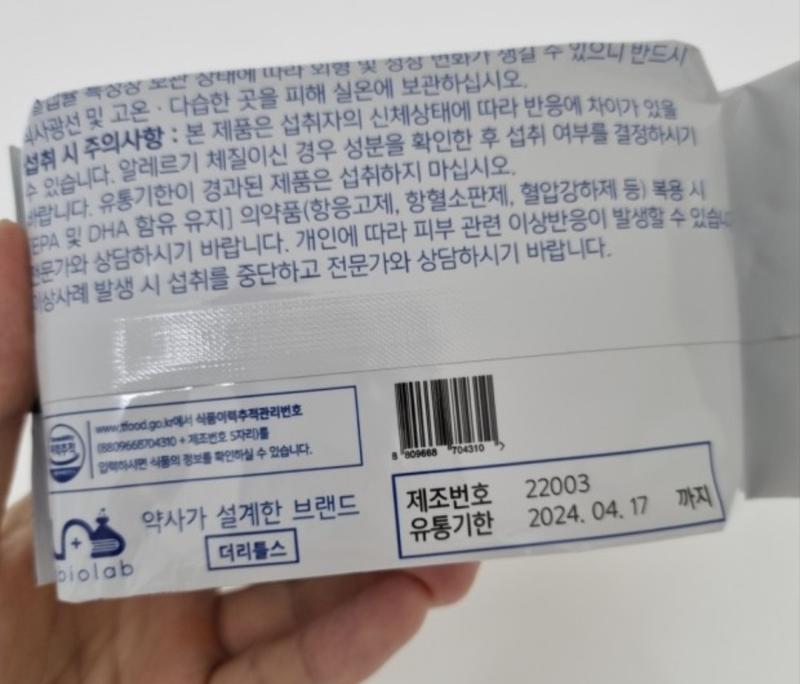 특성상 보관 상태에 따라 외형 및 성상 변화가 생길 수 있으니 반드시
직사광선 및 고온 · 다습한 곳을 피해 실온에 보관하십시오.
섭취 시 주의사항 : 본 제품은 섭취자의 신체상태에 따라 반응에 차이가 있을
수 있습니다. 알레르기 체질이신 경우 성분을 확인한 후 섭취 여부를 결정하시기
바랍니다. 유통기한이 경과된 제품은 섭취하지 마십시오.
[EPA 및 DHA 함유 유지] 의약품(항응고제, 항혈소판제, 혈압강하제 등) 복용 시
전문가와 상담하시기 바랍니다. 개인에 따라 피부 관련 이상반응이 발생할 수 있습니
이상사례 발생 시 섭취를 중단하고 전문가와 상담하시기 바랍니다.
www.tfood.go.kr에서 식품이력추적관리번호
(8809668704310 + 제조번호 5자리)를
입력하시면 식품의 정보를 확인하실 수 있습니다.
이력추적
8 809668 704310
제조번호 22003
유통기한 2024. 04. 17 까지
약사가 설계한 브랜드
더리틀스
biolab